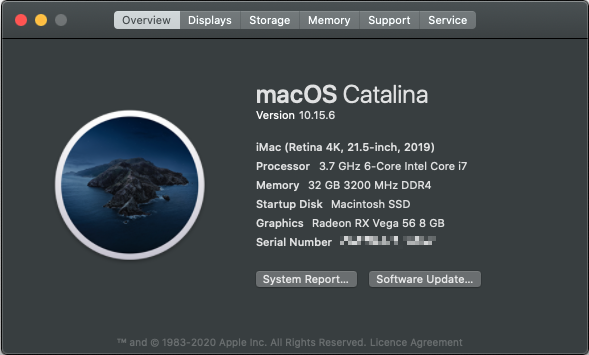 Overview Displays Storage Memory Support Service
macOS Catalina
Version 10.15.6
iMac (Retina 4K, 21.5-inch, 2019)
Processor 3.7 GHz 6-Core Intel Core i7
Memory 32 GB 3200 MHz DDR4
Startup Disk Macintosh SSD
Graphics Radeon RX Vega 56 8 GB
Serial Number
System Report... Software Update...
™ and © 1983-2020 Apple Inc. All Rights Reserved. Licence Agreement